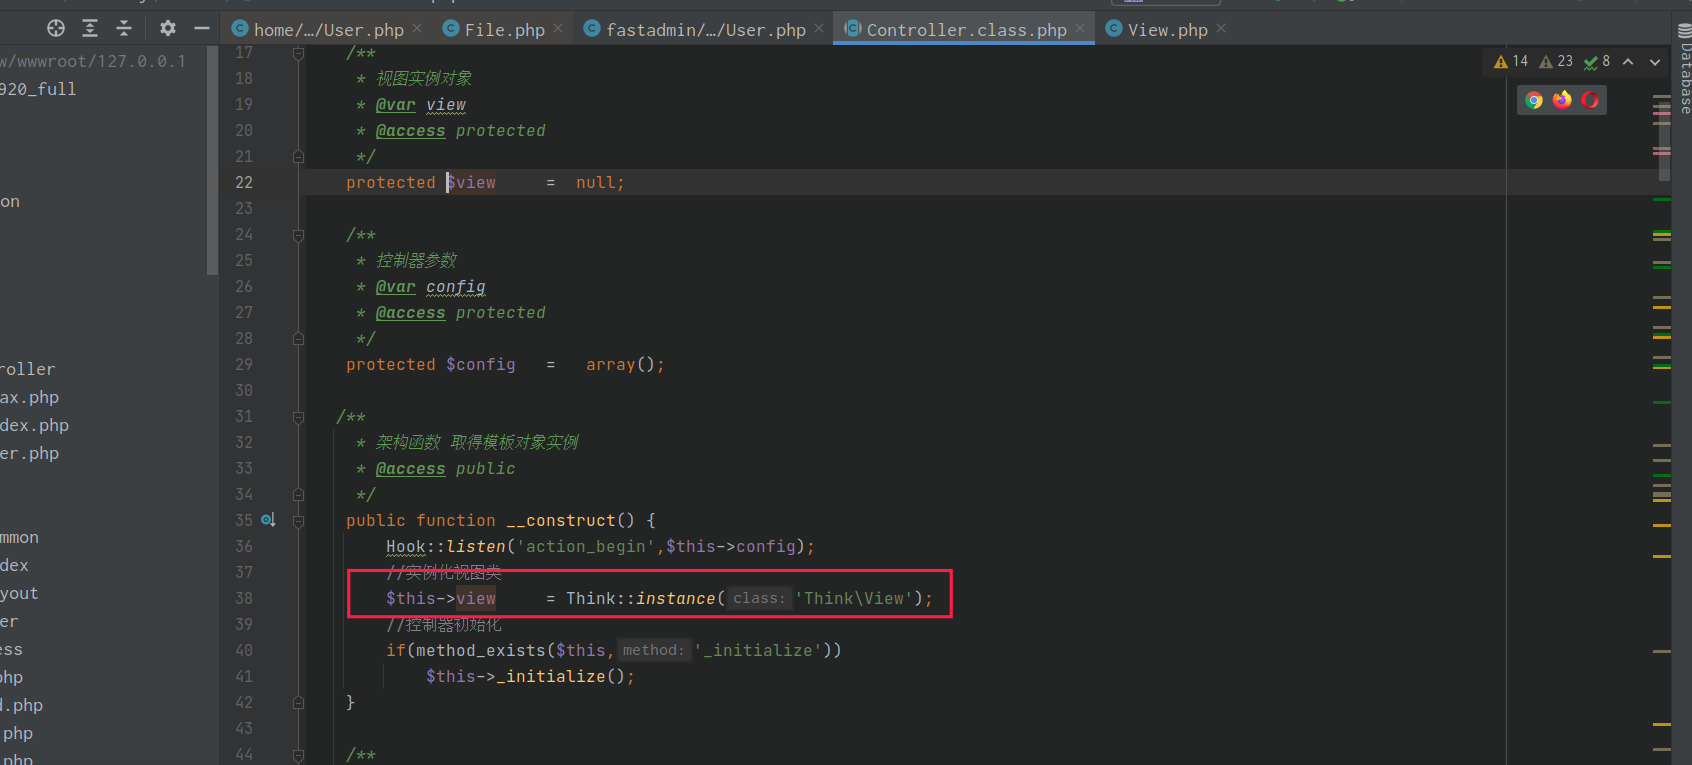 home/…/User.php
File.php
fastadmin/…/User.php
Controller.class.php
View.php
w/wwwroot/127.0.0.1
920_full
on
roller
ax.php
dex.php
er.php
mmon
dex
yout
er
ess
php
d.php
.php
.php
14 23 8
Database
17 /**
18 * 视图实例对象
19 * @var view
20 * @access protected
21 */
22 protected $view = null;
23
24 /**
25 * 控制器参数
26 * @var config
27 * @access protected
28 */
29 protected $config = array();
30
31 /**
32 * 架构函数 取得模板对象实例
33 * @access public
34 */
35 public function __construct() {
36 Hook::listen('action_begin',$this->config);
37 //实例化视图类
38 $this->view = Think::instance( class: 'Think\View');
39 //控制器初始化
40 if(method_exists($this, method: '_initialize'))
41 $this->_initialize();
42 }
43
44 /**